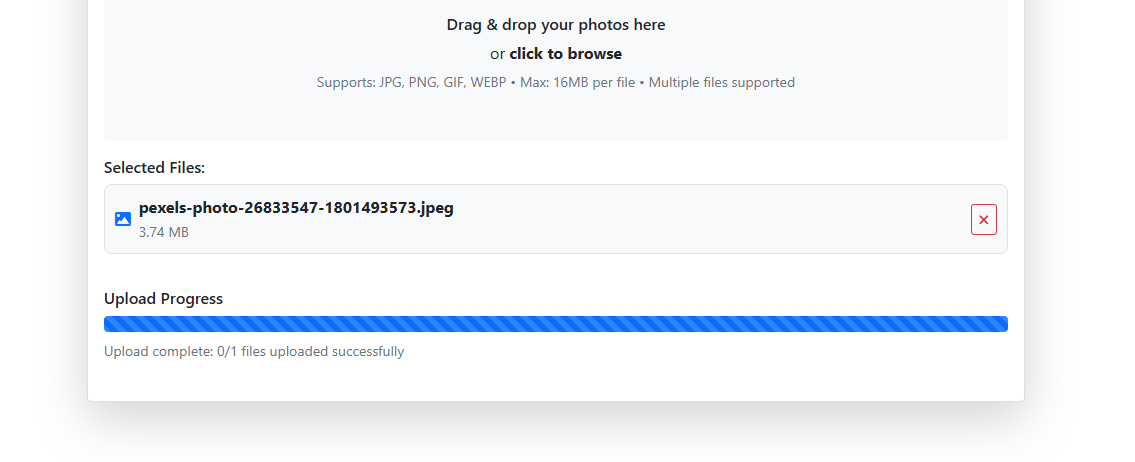 Drag & drop your photos here
or click to browse
Supports: JPG, PNG, GIF, WEBP • Max: 16MB per file • Multiple files supported
Selected Files:
pexels-photo-26833547-1801493573.jpeg
3.74 MB
Upload Progress
Upload complete: 0/1 files uploaded successfully